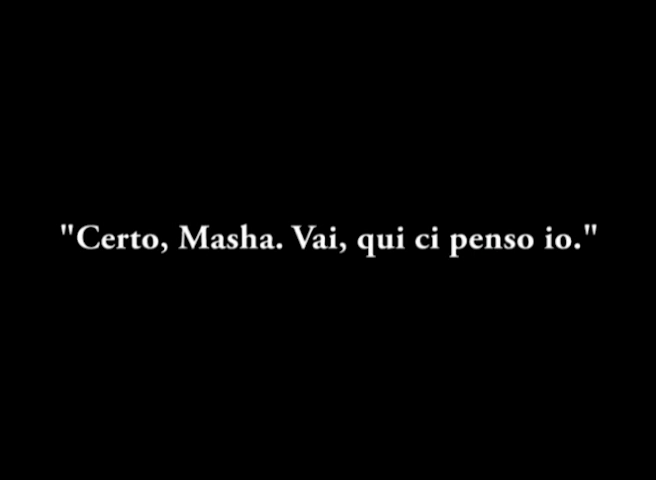 "Certo, Masha. Vai, qui ci penso io."